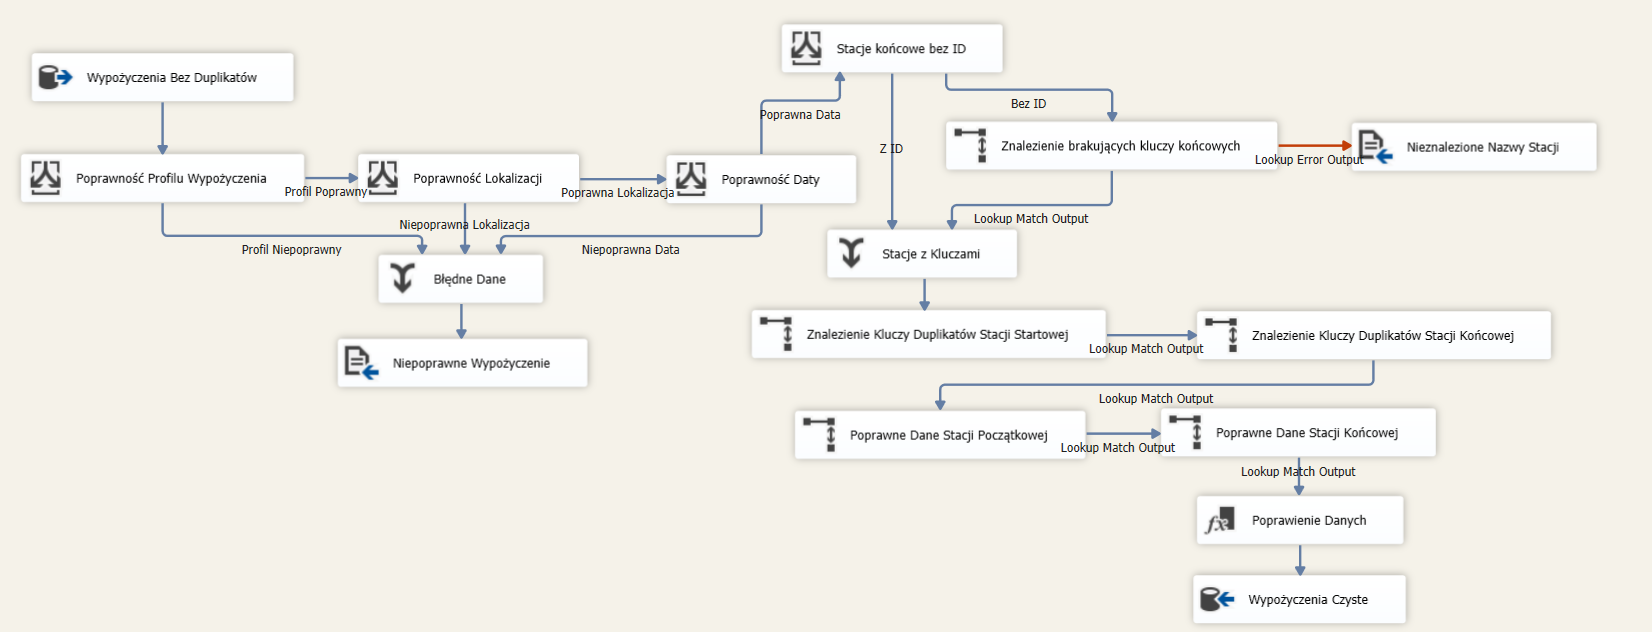 Stacje końcowe bez ID
Wypożyczenia Bez Duplikatów
Bez ID
Poprawna Data
Znalezienie brakujących kluczy końcowych
Lookup Error Output
Nieznalezione Nazwy Stacji
Z ID
Poprawność Profilu Wypożyczenia
Profil Poprawny
Poprawność Lokalizacji
Poprawna Lokalizacja
Poprawność Daty
Lookup Match Output
Niepoprawna Lokalizacja
Profil Niepoprawny
Niepoprawna Data
Stacje z Kluczami
Błędne Dane
Znalezienie Kluczy Duplikatów Stacji Startowej
Lookup Match Output
Znalezienie Kluczy Duplikatów Stacji Końcowej
Niepoprawne Wypożyczenie
Lookup Match Output
Poprawne Dane Stacji Początkowej
Lookup Match Output
Poprawne Dane Stacji Końcowej
Lookup Match Output
fx
Poprawienie Danych
Wypożyczenia Czyste